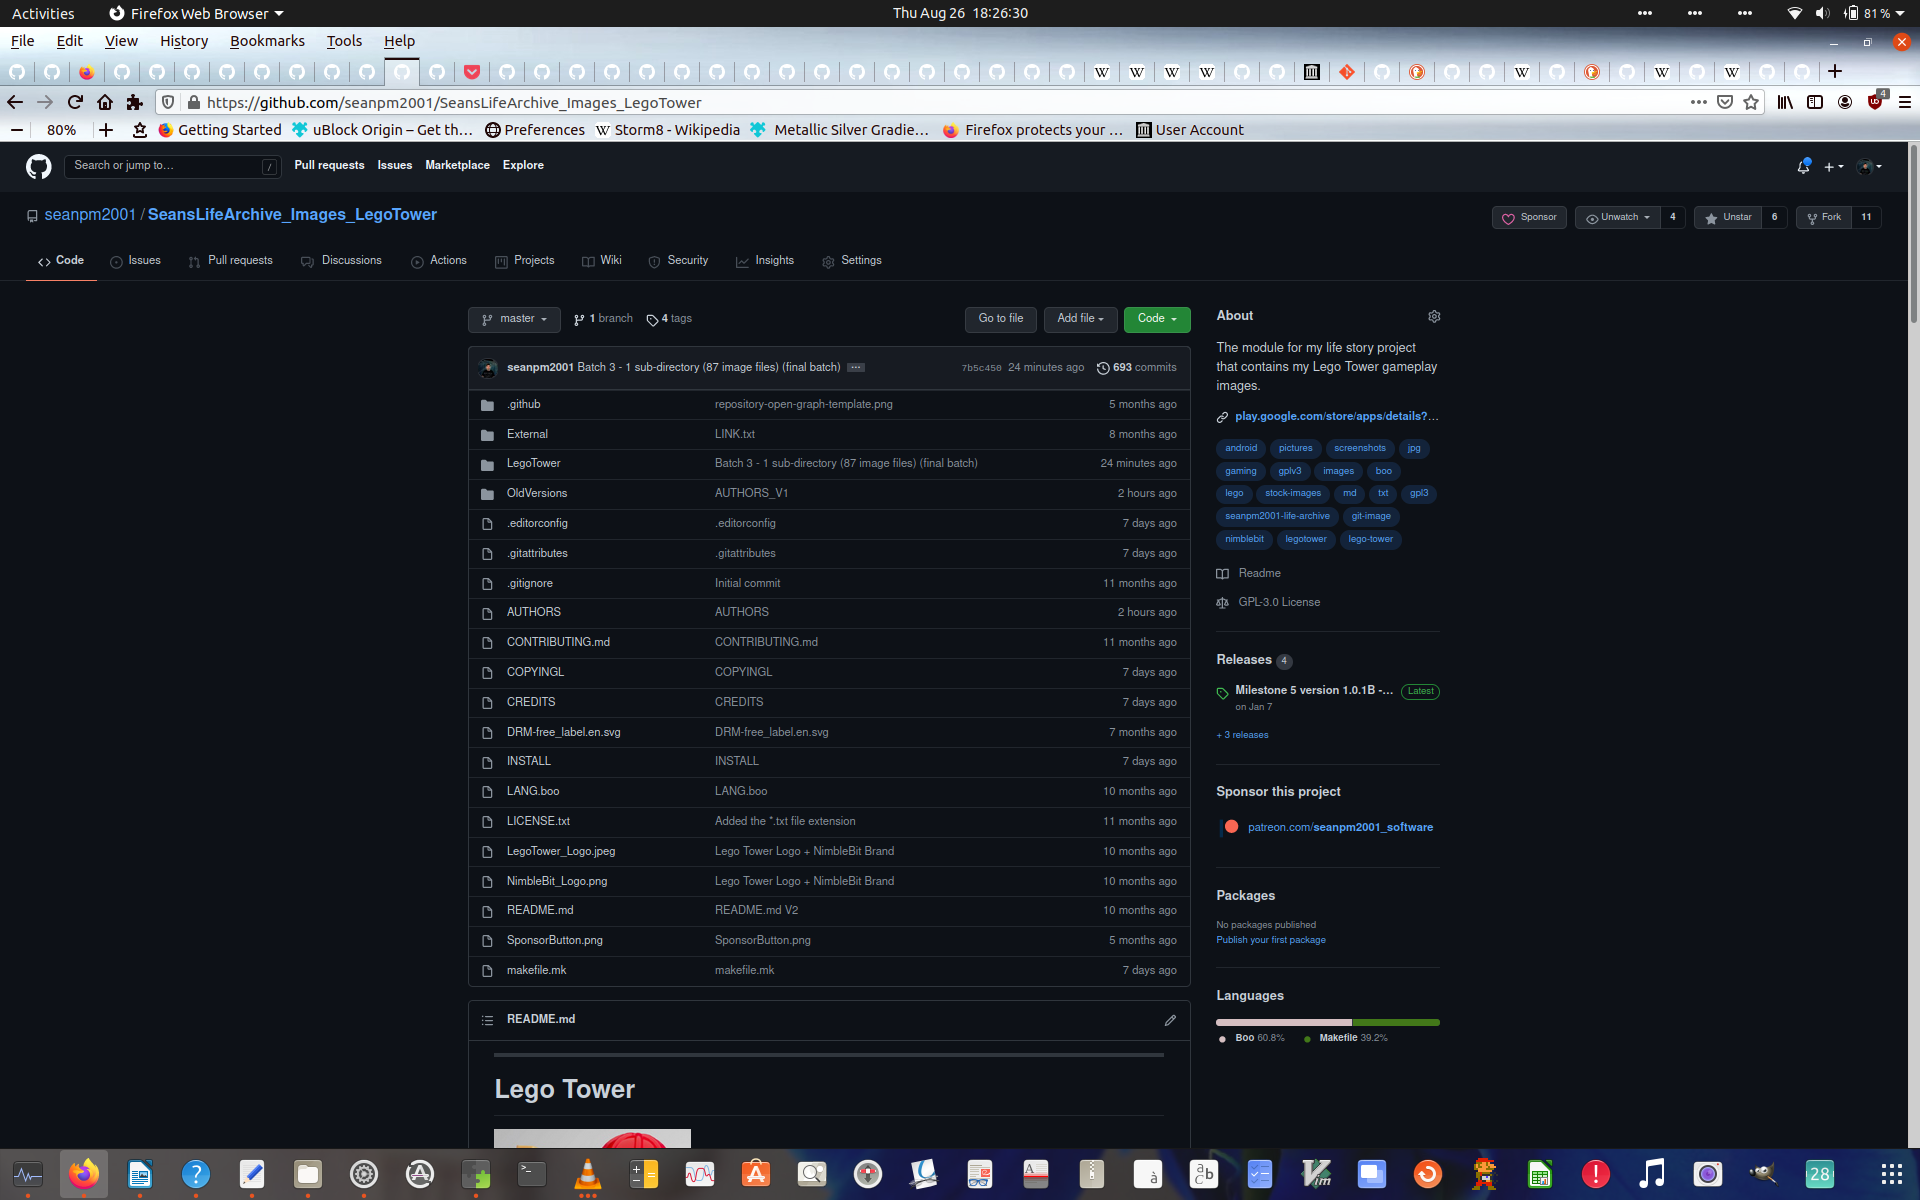 Activities Firefox Web Browser Thu Aug 26 18:26:30 81 %
File Edit View History Bookmarks Tools Help
https://github.com/seanpm2001/SeansLifeArchive_Images_LegoTower 4
80% Getting Started uBlock Origin – Get th… Preferences Storm8 - Wikipedia Metallic Silver Gradie… Firefox protects your … User Account
Search or jump to… / Pull requests Issues Marketplace Explore
seanpm2001 / SeansLifeArchive_Images_LegoTower Sponsor Unwatch 4 Unstar 6 Fork 11
Code Issues Pull requests Discussions Actions Projects Wiki Security Insights Settings
master 1 branch 4 tags Go to file Add file Code
seanpm2001 Batch 3 - 1 sub-directory (87 image files) (final batch) ... 7b5c450 24 minutes ago 693 commits
.github repository-open-graph-template.png 5 months ago
External LINK.txt 8 months ago
LegoTower Batch 3 - 1 sub-directory (87 image files) (final batch) 24 minutes ago
OldVersions AUTHORS_V1 2 hours ago
.editorconfig .editorconfig 7 days ago
.gitattributes .gitattributes 7 days ago
.gitignore Initial commit 11 months ago
AUTHORS AUTHORS 2 hours ago
CONTRIBUTING.md CONTRIBUTING.md 11 months ago
COPYINGL COPYINGL 7 days ago
CREDITS CREDITS 7 days ago
DRM-free_label.en.svg DRM-free_label.en.svg 7 months ago
INSTALL INSTALL 7 days ago
LANG.boo LANG.boo 10 months ago
LICENSE.txt Added the *.txt file extension 11 months ago
LegoTower_Logo.jpeg Lego Tower Logo + NimbleBit Brand 10 months ago
NimbleBit_Logo.png Lego Tower Logo + NimbleBit Brand 10 months ago
README.md README.md V2 10 months ago
SponsorButton.png SponsorButton.png 5 months ago
makefile.mk makefile.mk 7 days ago
README.md
Lego Tower
About
The module for my life story project
that contains my Lego Tower gameplay
images.
play.google.com/store/apps/details?…
android pictures screenshots jpg
gaming gplv3 images boo
lego stock-images md txt gpl3
seanpm2001-life-archive git-image
nimblebit legotower lego-tower
Readme
GPL-3.0 License
Releases 4
Milestone 5 version 1.0.1B -… Latest
on Jan 7
+ 3 releases
Sponsor this project
patreon.com/seanpm2001_software
Packages
No packages published
Publish your first package
Languages
Boo 60.8% Makefile 39.2%
28